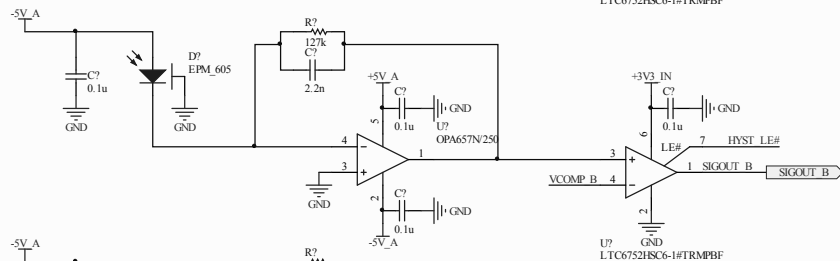 LTC6752HSC6-1#TRMPBF
-5V_A
R?
127k
C?
2.2n
D?
EPM_605
C?
0.1u
GND
GND
+5V_A
C?
0.1u
GND
U?
OPA657N/250
5
4
3
1
2
GND
C?
0.1u
GND
-5V_A
+3V3_IN
C?
0.1u
GND
6
LE#
7
HYST_LE#
3
VCOMP_B
4
1
SIGOUT_B
SIGOUT_B
2
GND
U?
LTC6752HSC6-1#TRMPBF
-5V_A
R?